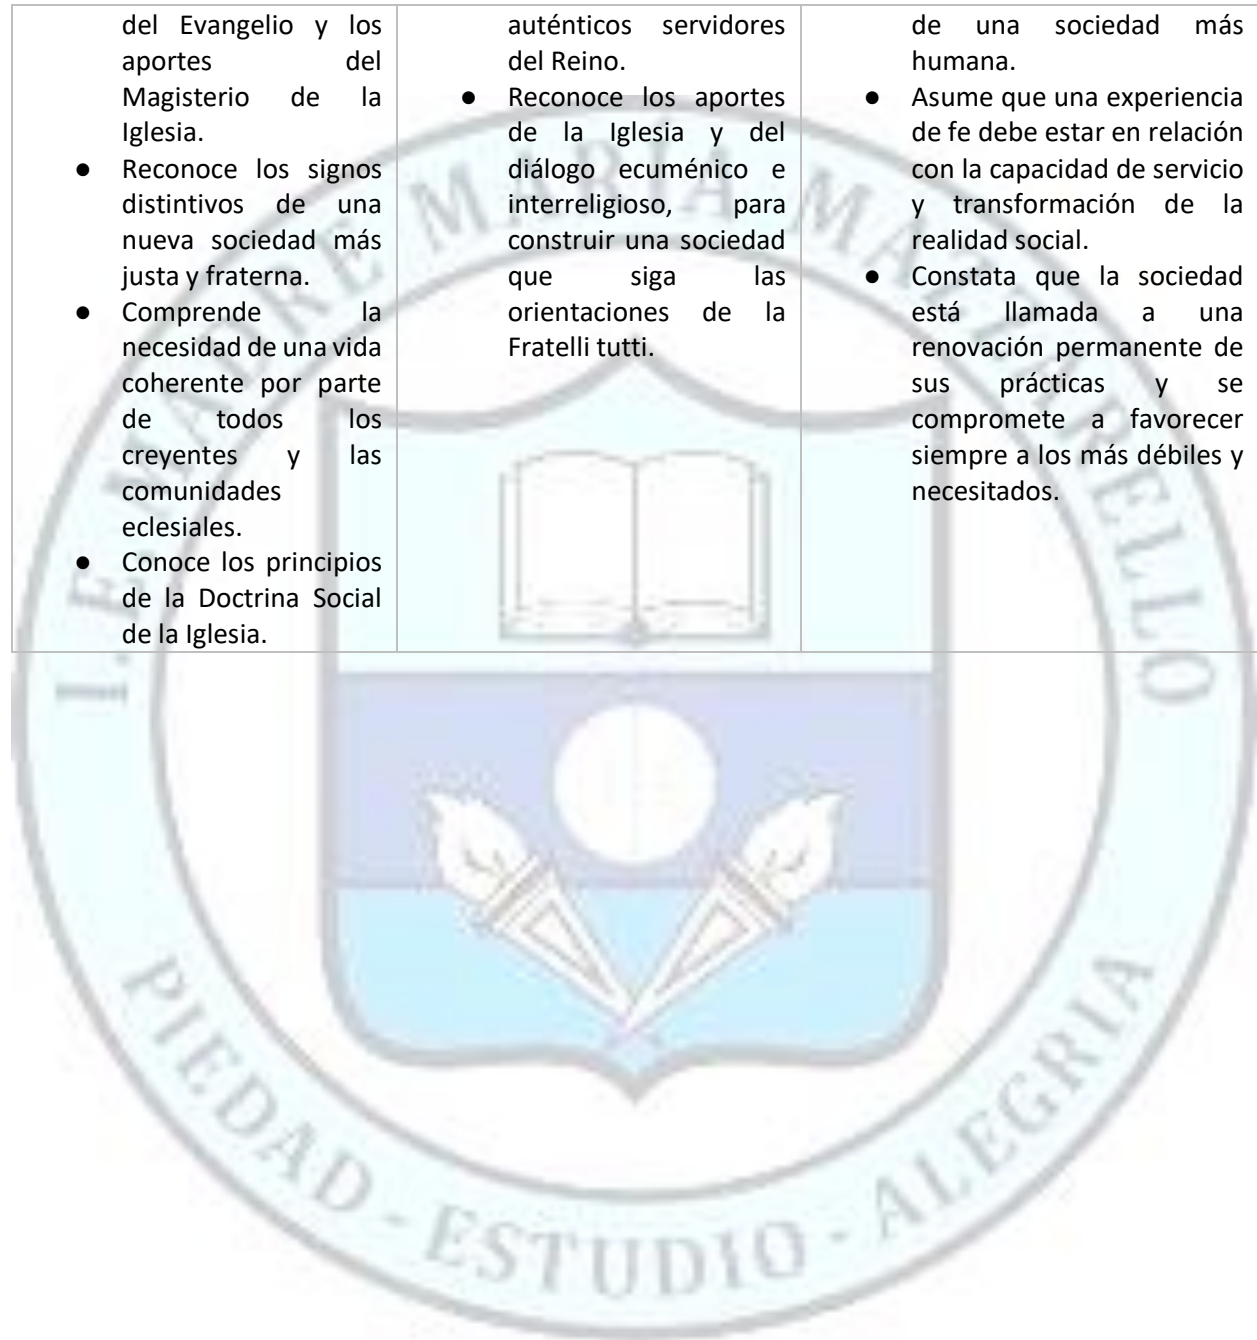 del Evangelio y los
aportes del
Magisterio de la
Iglesia.
● Reconoce los signos
distintivos de una
nueva sociedad más
justa y fraterna.
● Comprende la
necesidad de una vida
coherente por parte
de todos los
creyentes y las
comunidades
eclesiales.
● Conoce los principios
de la Doctrina Social
de la Iglesia.
auténticos servidores
del Reino.
● Reconoce los aportes
de la Iglesia y del
diálogo ecuménico e
interreligioso, para
construir una sociedad
que siga las
orientaciones de la
Fratelli tutti.
de una sociedad más
humana.
● Asume que una experiencia
de fe debe estar en relación
con la capacidad de servicio
y transformación de la
realidad social.
● Constata que la sociedad
está llamada a una
renovación permanente de
sus prácticas y se
compromete a favorecer
siempre a los más débiles y
necesitados.
I.E. MADRE MARÍA MAZZARELLO
PIEDAD - ESTUDIO - ALEGRIA